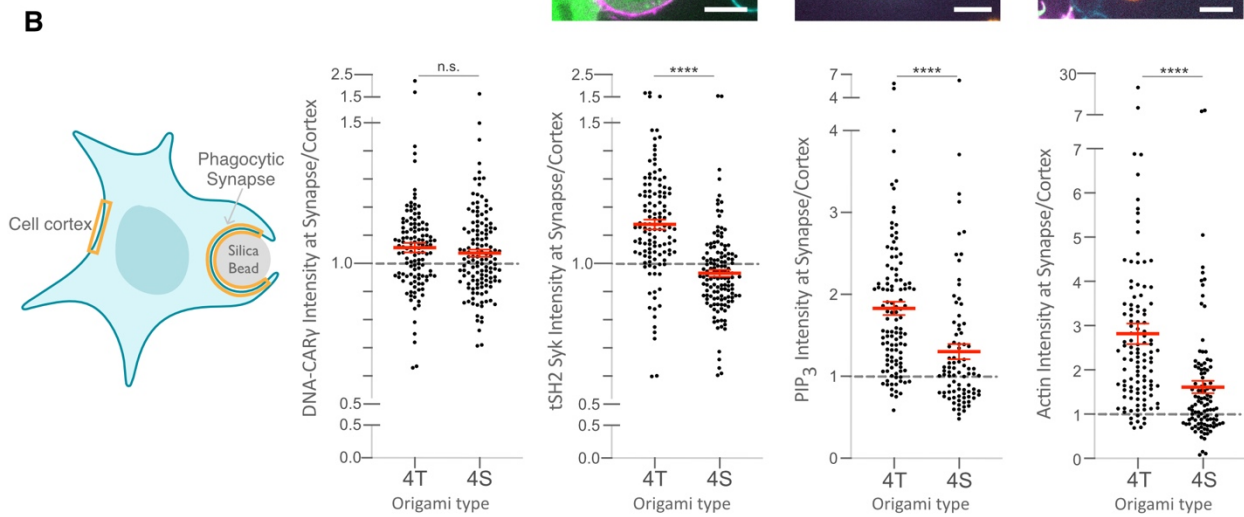 B
Phagocytic
Synapse
Cell cortex
Silica
Bead
DNA-CARγ Intensity at Synapse/Cortex
2.5
1.5
1.5
1.0
0.5
0.5
0.0
n.s.
4T 4S
Origami type
tSH2 Syk Intensity at Synapse/Cortex
2.5
1.5
1.5
1.0
0.5
0.5
0.0
****
4T 4S
Origami type
PIP3 Intensity at Synapse/Cortex
7
4
4
3
2
1
0
****
4T 4S
Origami type
Actin Intensity at Synapse/Cortex
30
7
7
6
5
4
3
2
1
0
****
4T 4S
Origami type